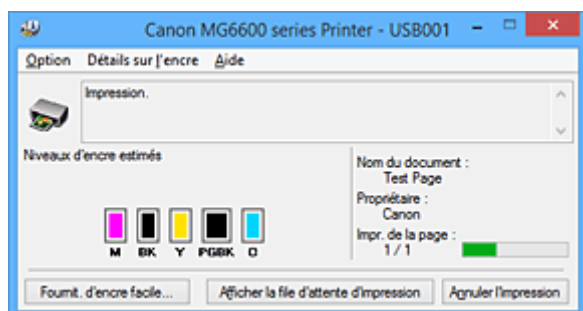 Canon MG6600 series Printer - USB001
Option Détails sur l'encre Aide
Impression.
Niveaux d'encre estimés
M BK Y PGBK C
Nom du document :
Test Page
Propriétaire :
Canon
Impr. de la page :
1 / 1
Fournit. d'encre facile... Afficher la file d'attente d'impression Annuler l'impression